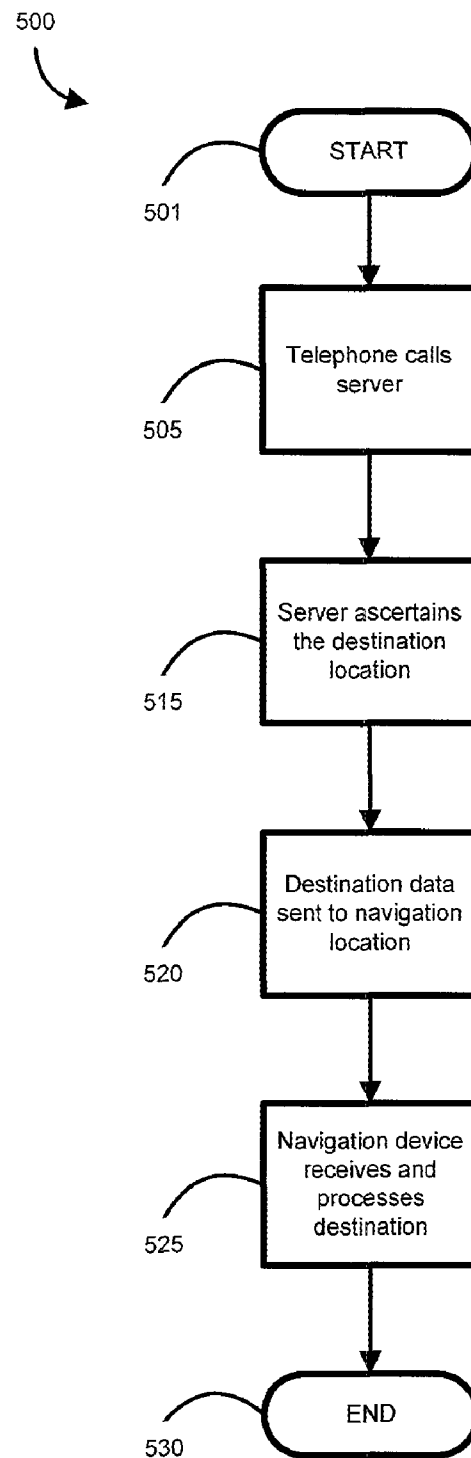 500
START
501
Telephone calls
server
505
Server ascertains
the destination
location
515
Destination data
sent to navigation
location
520
Navigation device
receives and
processes
destination
525
END
530